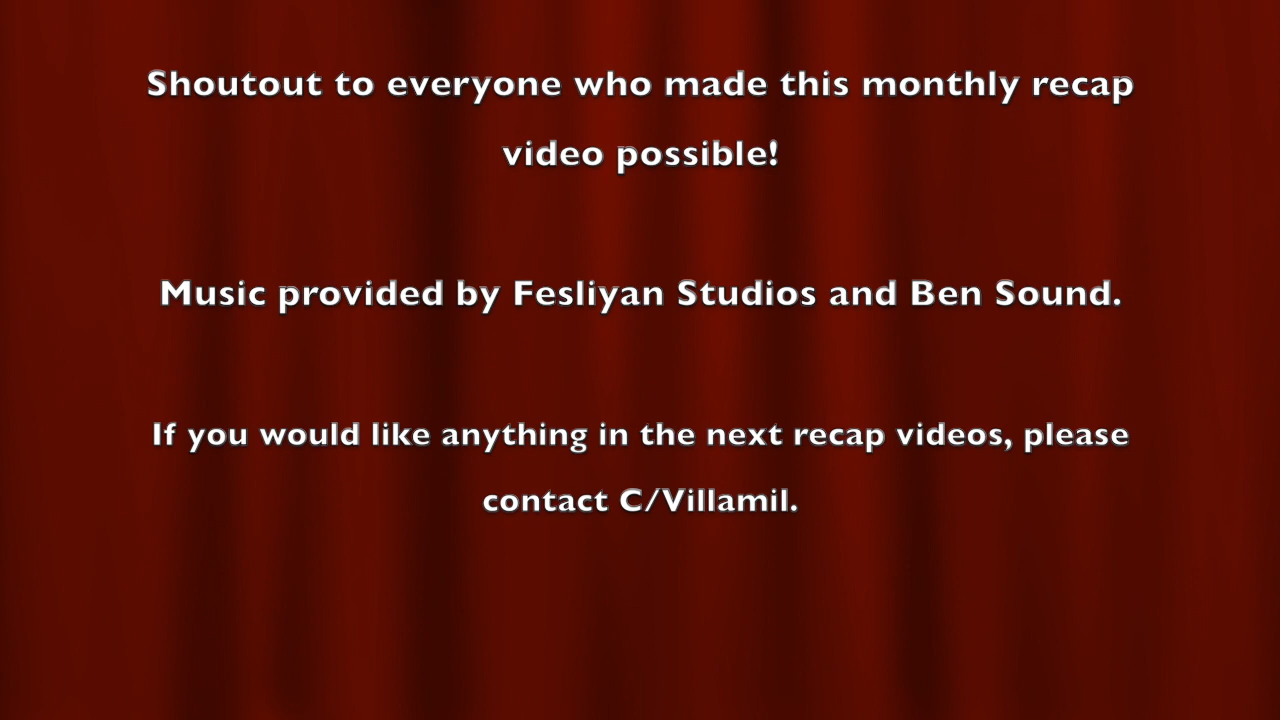 Shoutout to everyone who made this monthly recap
video possible!
Music provided by Fesliyan Studios and Ben Sound.
If you would like anything in the next recap videos, please
contact C/Villamil.